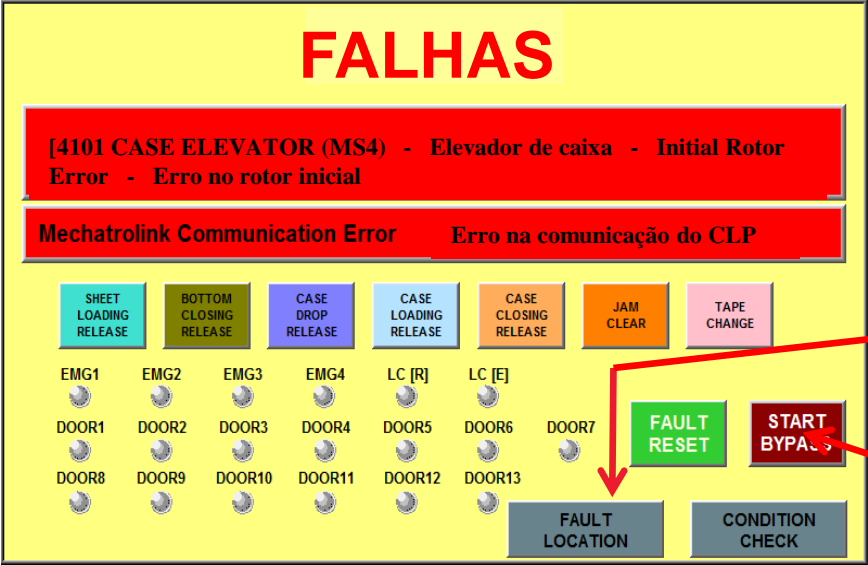 FALHAS
[4101 CASE ELEVATOR (MS4) - Elevador de caixa - Initial Rotor
Error - Erro no rotor inicial
Mechatrolink Communication Error Erro na comunicação do CLP
SHEET
LOADING
RELEASE
BOTTOM
CLOSING
RELEASE
CASE
DROP
RELEASE
CASE
LOADING
RELEASE
CASE
CLOSING
RELEASE
JAM
CLEAR
TAPE
CHANGE
EMG1 EMG2 EMG3 EMG4 LC [R] LC [E]
DOOR1 DOOR2 DOOR3 DOOR4 DOOR5 DOOR6 DOOR7
DOOR8 DOOR9 DOOR10 DOOR11 DOOR12 DOOR13
FAULT
RESET
START
BYPASS
FAULT
LOCATION
CONDITION
CHECK